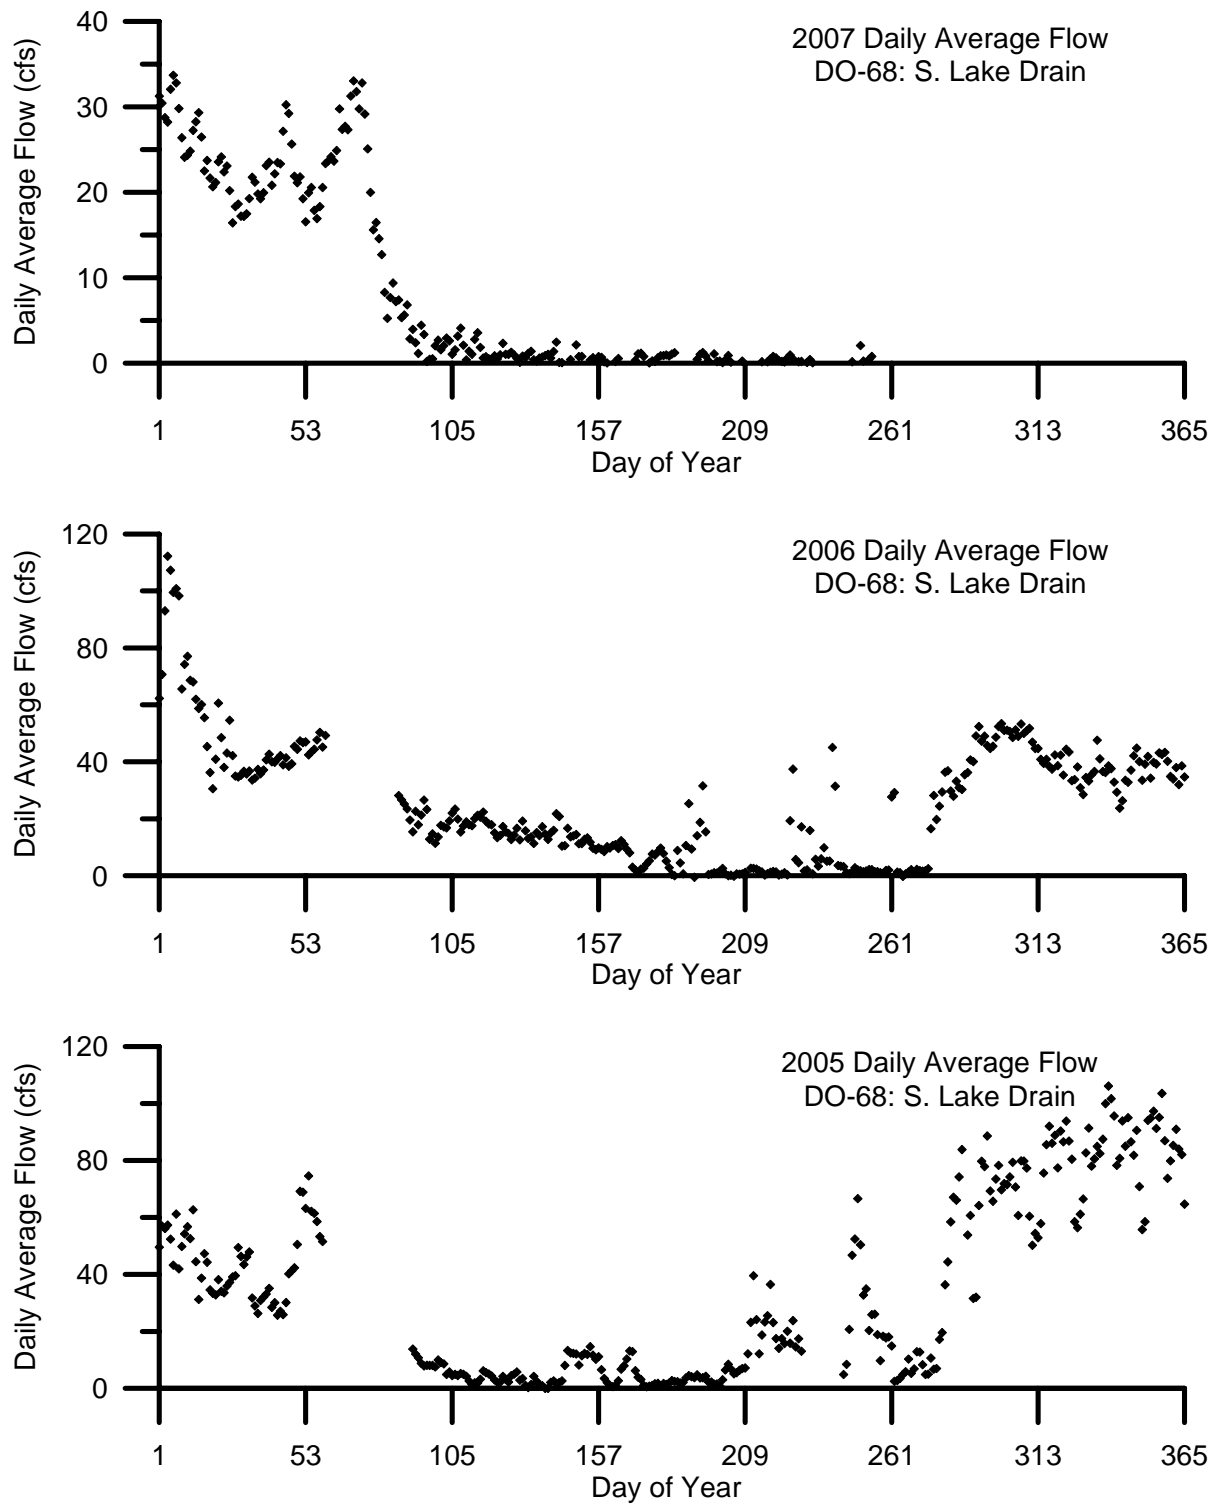 2007 Daily Average Flow
DO-68: S. Lake Drain
Daily Average Flow (cfs)
40
30
20
10
0
1 53 105 157 209 261 313 365
Day of Year
2006 Daily Average Flow
DO-68: S. Lake Drain
Daily Average Flow (cfs)
120
80
40
0
1 53 105 157 209 261 313 365
Day of Year
2005 Daily Average Flow
DO-68: S. Lake Drain
Daily Average Flow (cfs)
120
80
40
0
1 53 105 157 209 261 313 365
Day of Year